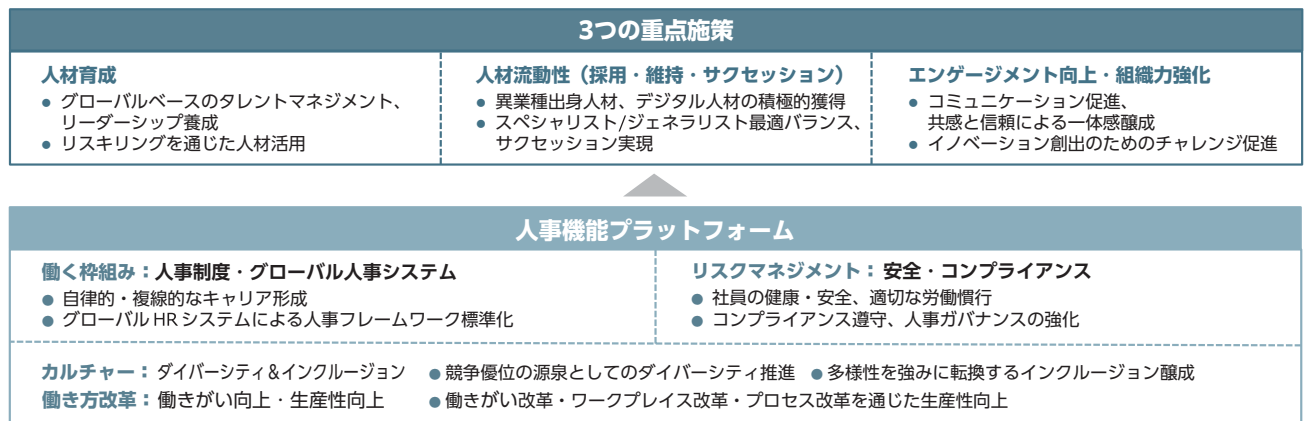 3つの重点施策
人材育成
● グローバルベースのタレントマネジメント、
リーダーシップ養成
● リスキリングを通じた人材活用
人材流動性（採用・維持・サクセッション）
● 異業種出身人材、デジタル人材の積極的獲得
● スペシャリスト/ジェネラリスト最適バランス、
サクセッション実現
エンゲージメント向上・組織力強化
● コミュニケーション促進、
共感と信頼による一体感醸成
● イノベーション創出のためのチャレンジ促進
人事機能プラットフォーム
働く枠組み：人事制度・グローバル人事システム
● 自律的・複線的なキャリア形成
● グローバル HR システムによる人事フレームワーク標準化
リスクマネジメント：安全・コンプライアンス
● 社員の健康・安全、適切な労働慣行
● コンプライアンス遵守、人事ガバナンスの強化
カルチャー：ダイバーシティ&インクルージョン ●競争優位の源泉としてのダイバーシティ推進 ●多様性を強みに転換するインクルージョン醸成
働き方改革：働きがい向上・生産性向上 ●働きがい改革・ワークプレイス改革・プロセス改革を通じた生産性向上